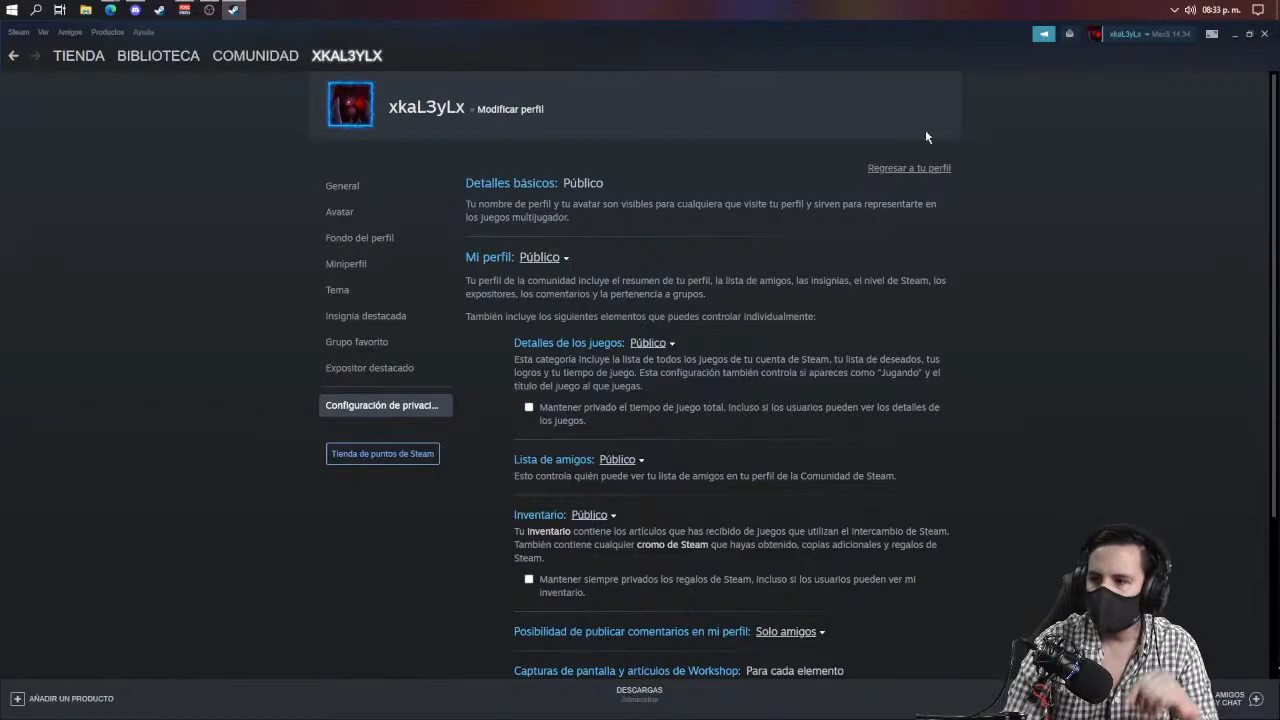 08:33 p. m.
Steam Ver Amigos Productos Ayuda
xkaL3yLx Mex$ 14.34
TIENDA BIBLIOTECA COMUNIDAD XKAL3YLX
xkaL3yLx » Modificar perfil
Regresar a tu perfil
General
Avatar
Fondo del perfil
Miniperfil
Tema
Insignia destacada
Grupo favorito
Expositor destacado
Configuración de privaci...
Tienda de puntos de Steam
Detalles básicos: Público
Tu nombre de perfil y tu avatar son visibles para cualquiera que visite tu perfil y sirven para representarte en
los juegos multijugador.
Mi perfil: Público
Tu perfil de la comunidad incluye el resumen de tu perfil, la lista de amigos, las insignias, el nivel de Steam, los
expositores, los comentarios y la pertenencia a grupos.
También incluye los siguientes elementos que puedes controlar individualmente:
Detalles de los juegos: Público
Esta categoría incluye la lista de todos los juegos de tu cuenta de Steam, tu lista de deseados, tus
logros y tu tiempo de juego. Esta configuración también controla si apareces como "Jugando" y el
título del juego al que juegas.
Mantener privado el tiempo de juego total, incluso si los usuarios pueden ver los detalles de
los juegos.
Lista de amigos: Público
Esto controla quién puede ver tu lista de amigos en tu perfil de la Comunidad de Steam.
Inventario: Público
Tu inventario contiene los artículos que has recibido de juegos que utilizan el Intercambio de Steam.
También contiene cualquier cromo de Steam que hayas obtenido, copias adicionales y regalos de
Steam.
Mantener siempre privados los regalos de Steam, incluso si los usuarios pueden ver mi
inventario.
Posibilidad de publicar comentarios en mi perfil: Solo amigos
Capturas de pantalla y artículos de Workshop: Para cada elemento
AÑADIR UN PRODUCTO
DESCARGAS
Administrar
AMIGOS
Y CHAT